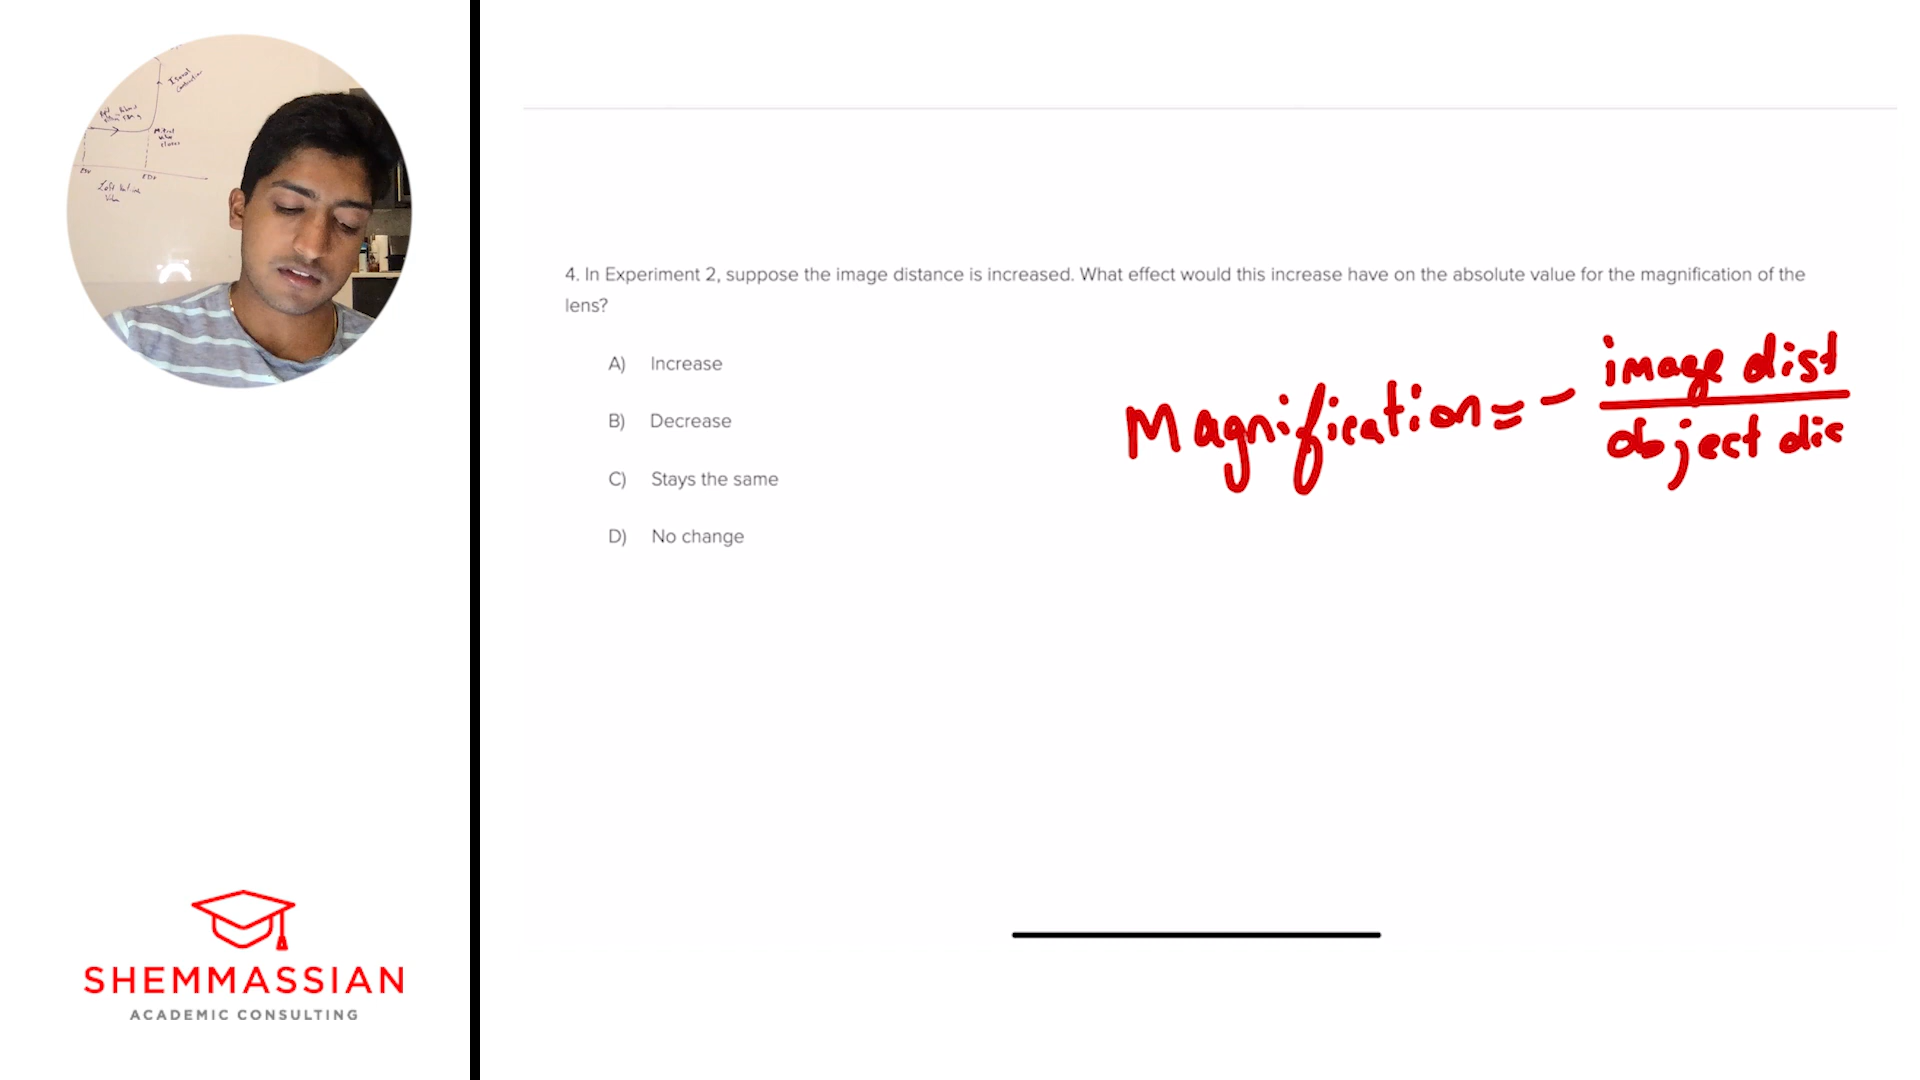 4. In Experiment 2, suppose the image distance is increased. What effect would this increase have on the absolute value for the magnification of the
lens?
A) Increase
B) Decrease
C) Stays the same
D) No change
Magnification = - image dist
object dis
SHEMMASSIAN
ACADEMIC CONSULTING